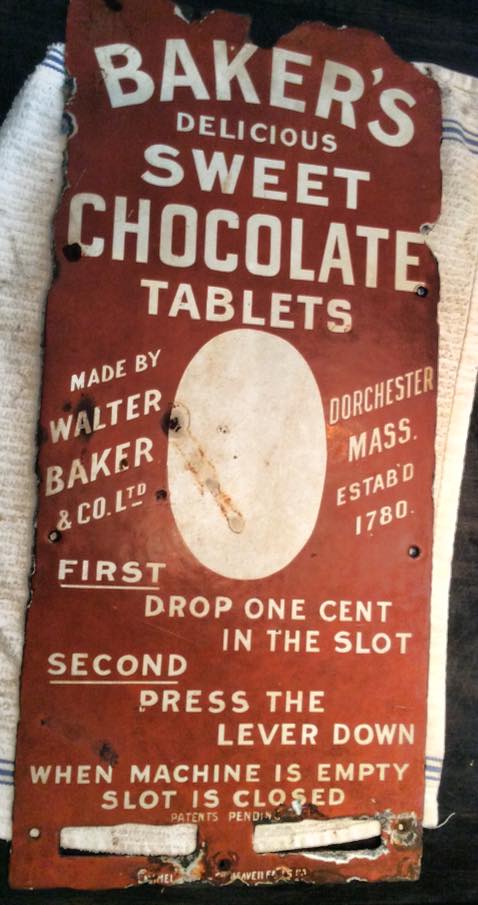 BAKER'S
DELICIOUS
SWEET
CHOCOLATE
TABLETS
MADE BY
WALTER
BAKER
& CO. LTD
DORCHESTER
MASS.
ESTAB'D
1780.
FIRST
DROP ONE CENT
IN THE SLOT
SECOND
PRESS THE
LEVER DOWN
WHEN MACHINE IS EMPTY
SLOT IS CLOSED
PATENTS PENDING